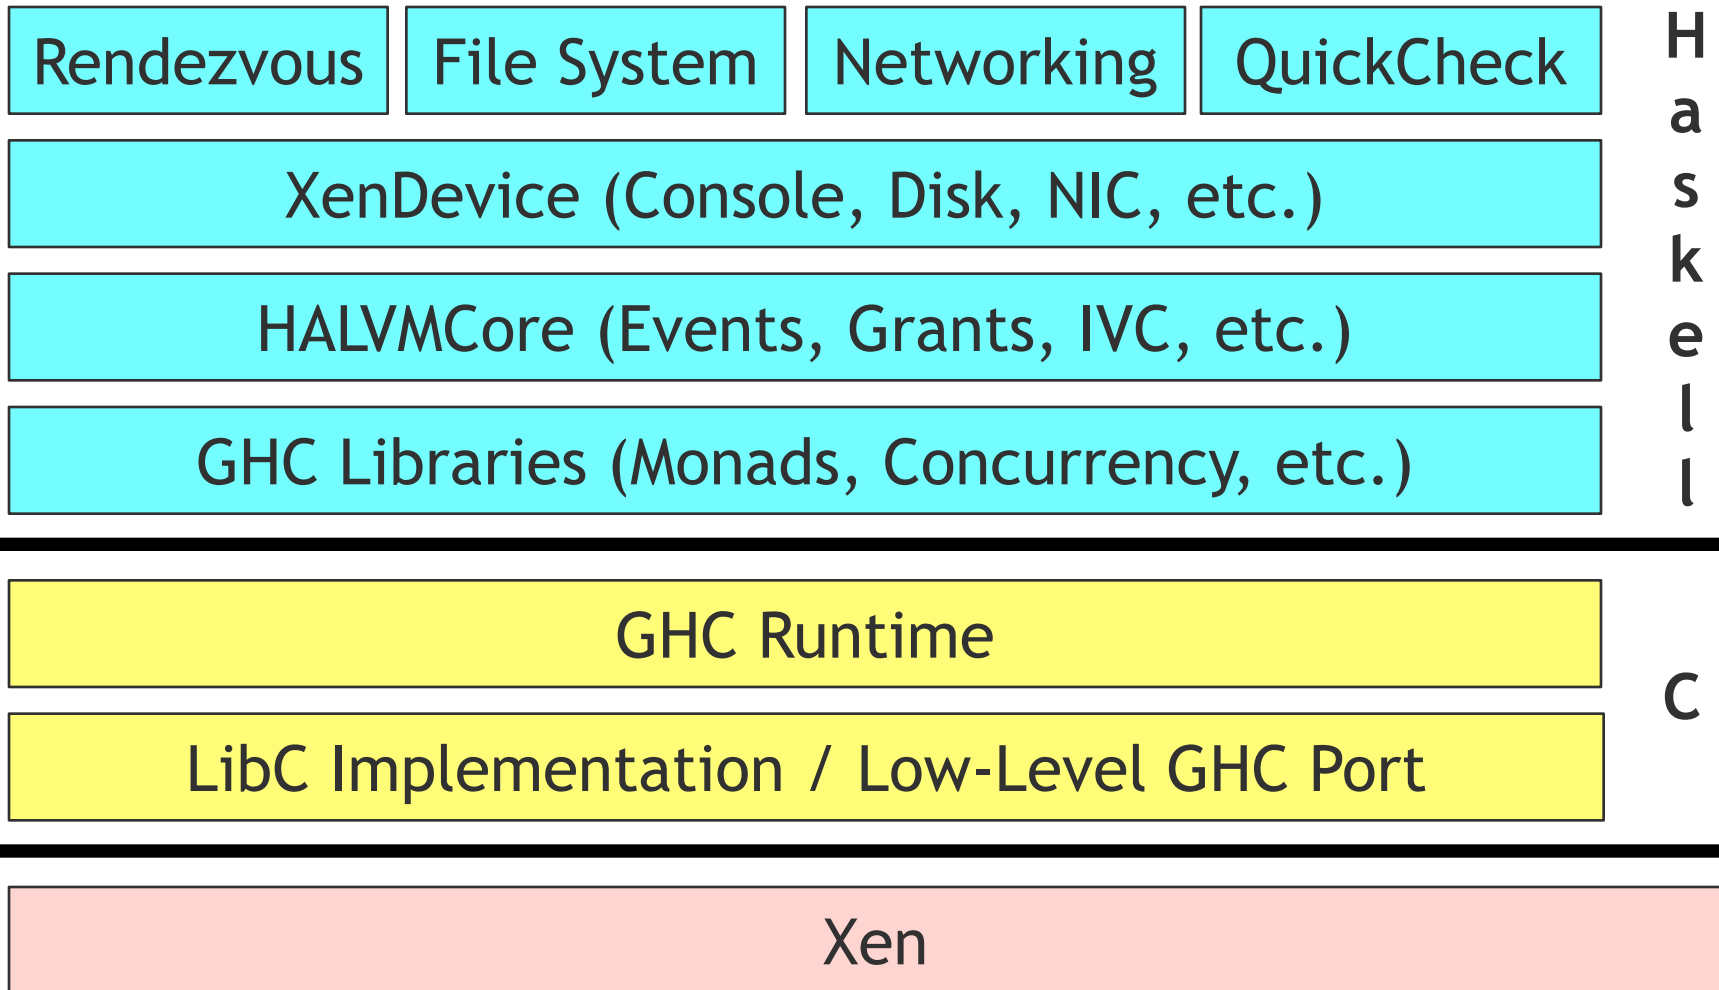 Rendezvous
File System
Networking
QuickCheck
XenDevice (Console, Disk, NIC, etc.)
HALVMCore (Events, Grants, IVC, etc.)
GHC Libraries (Monads, Concurrency, etc.)
Haskell
GHC Runtime
LibC Implementation / Low-Level GHC Port
C
Xen